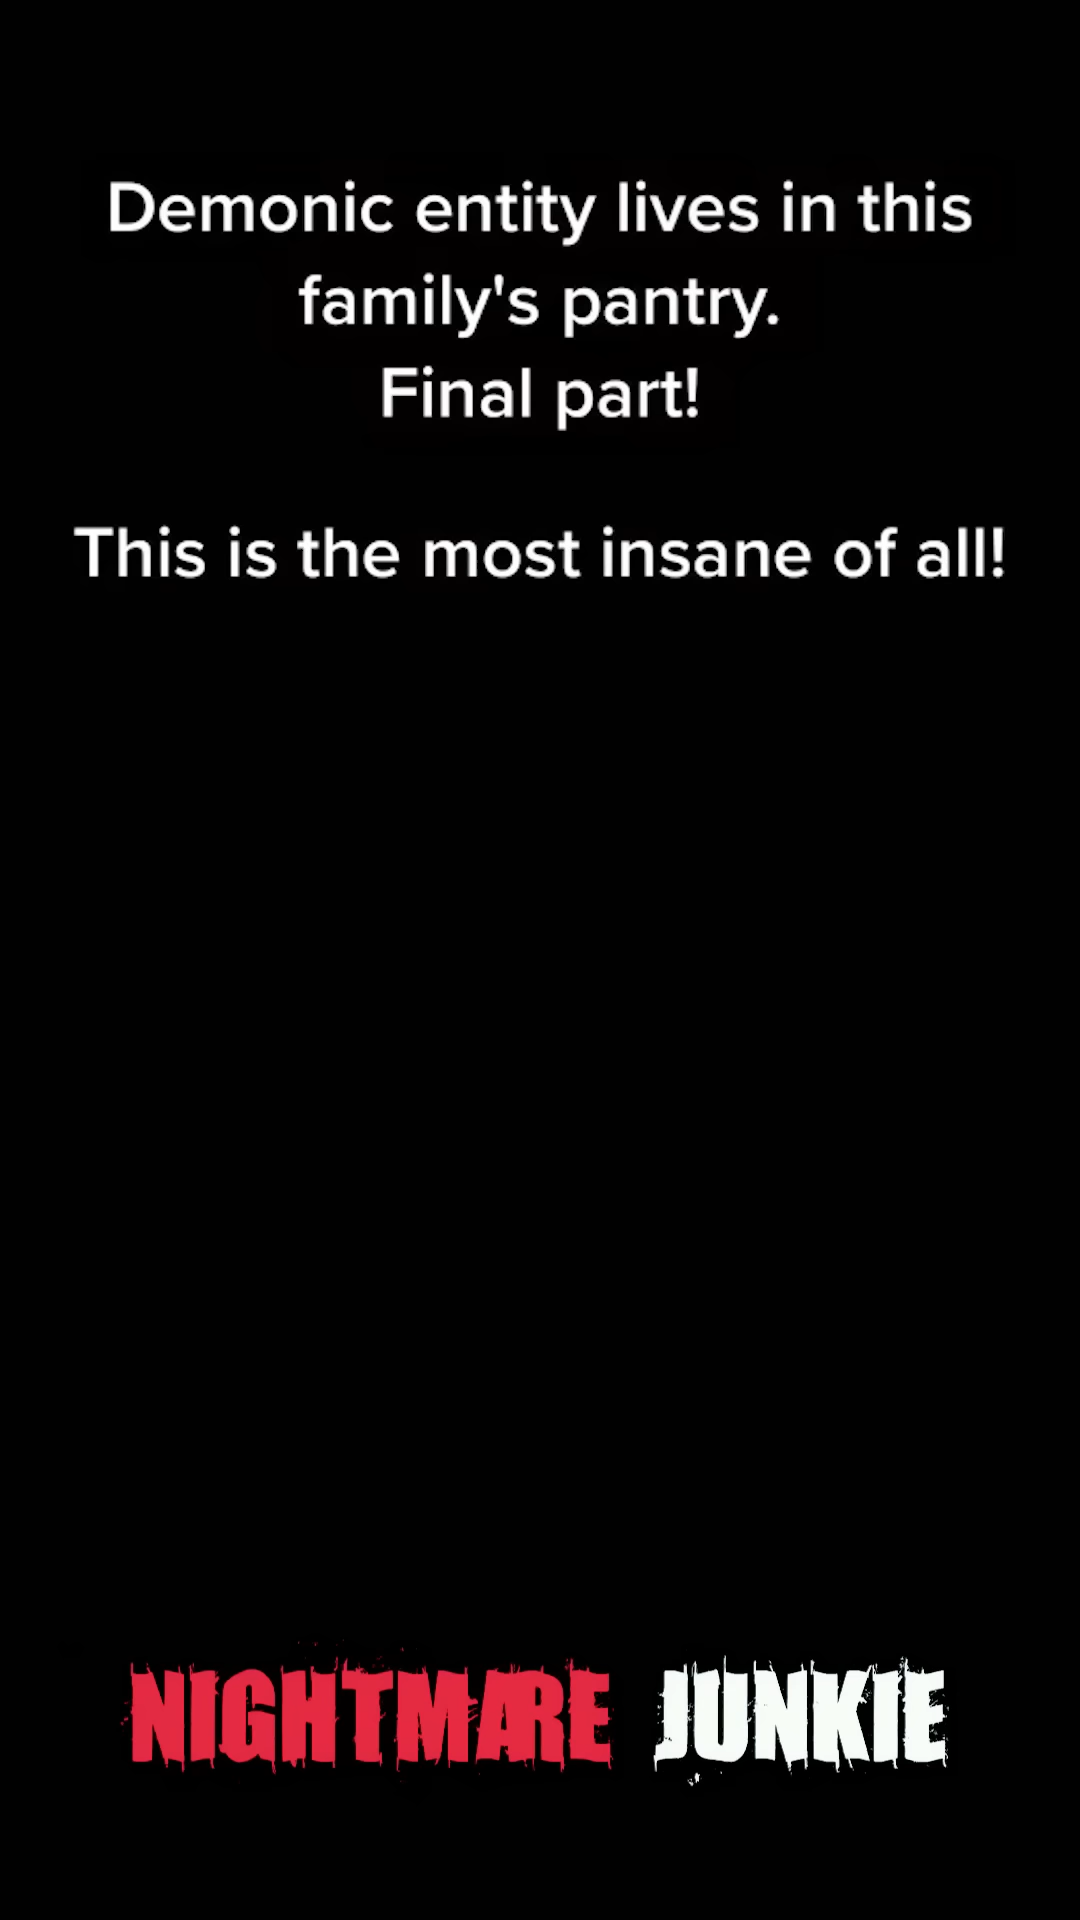 Demonic entity lives in this
family's pantry.
Final part!
This is the most insane of all!
NIGHTMARE JUNKIE